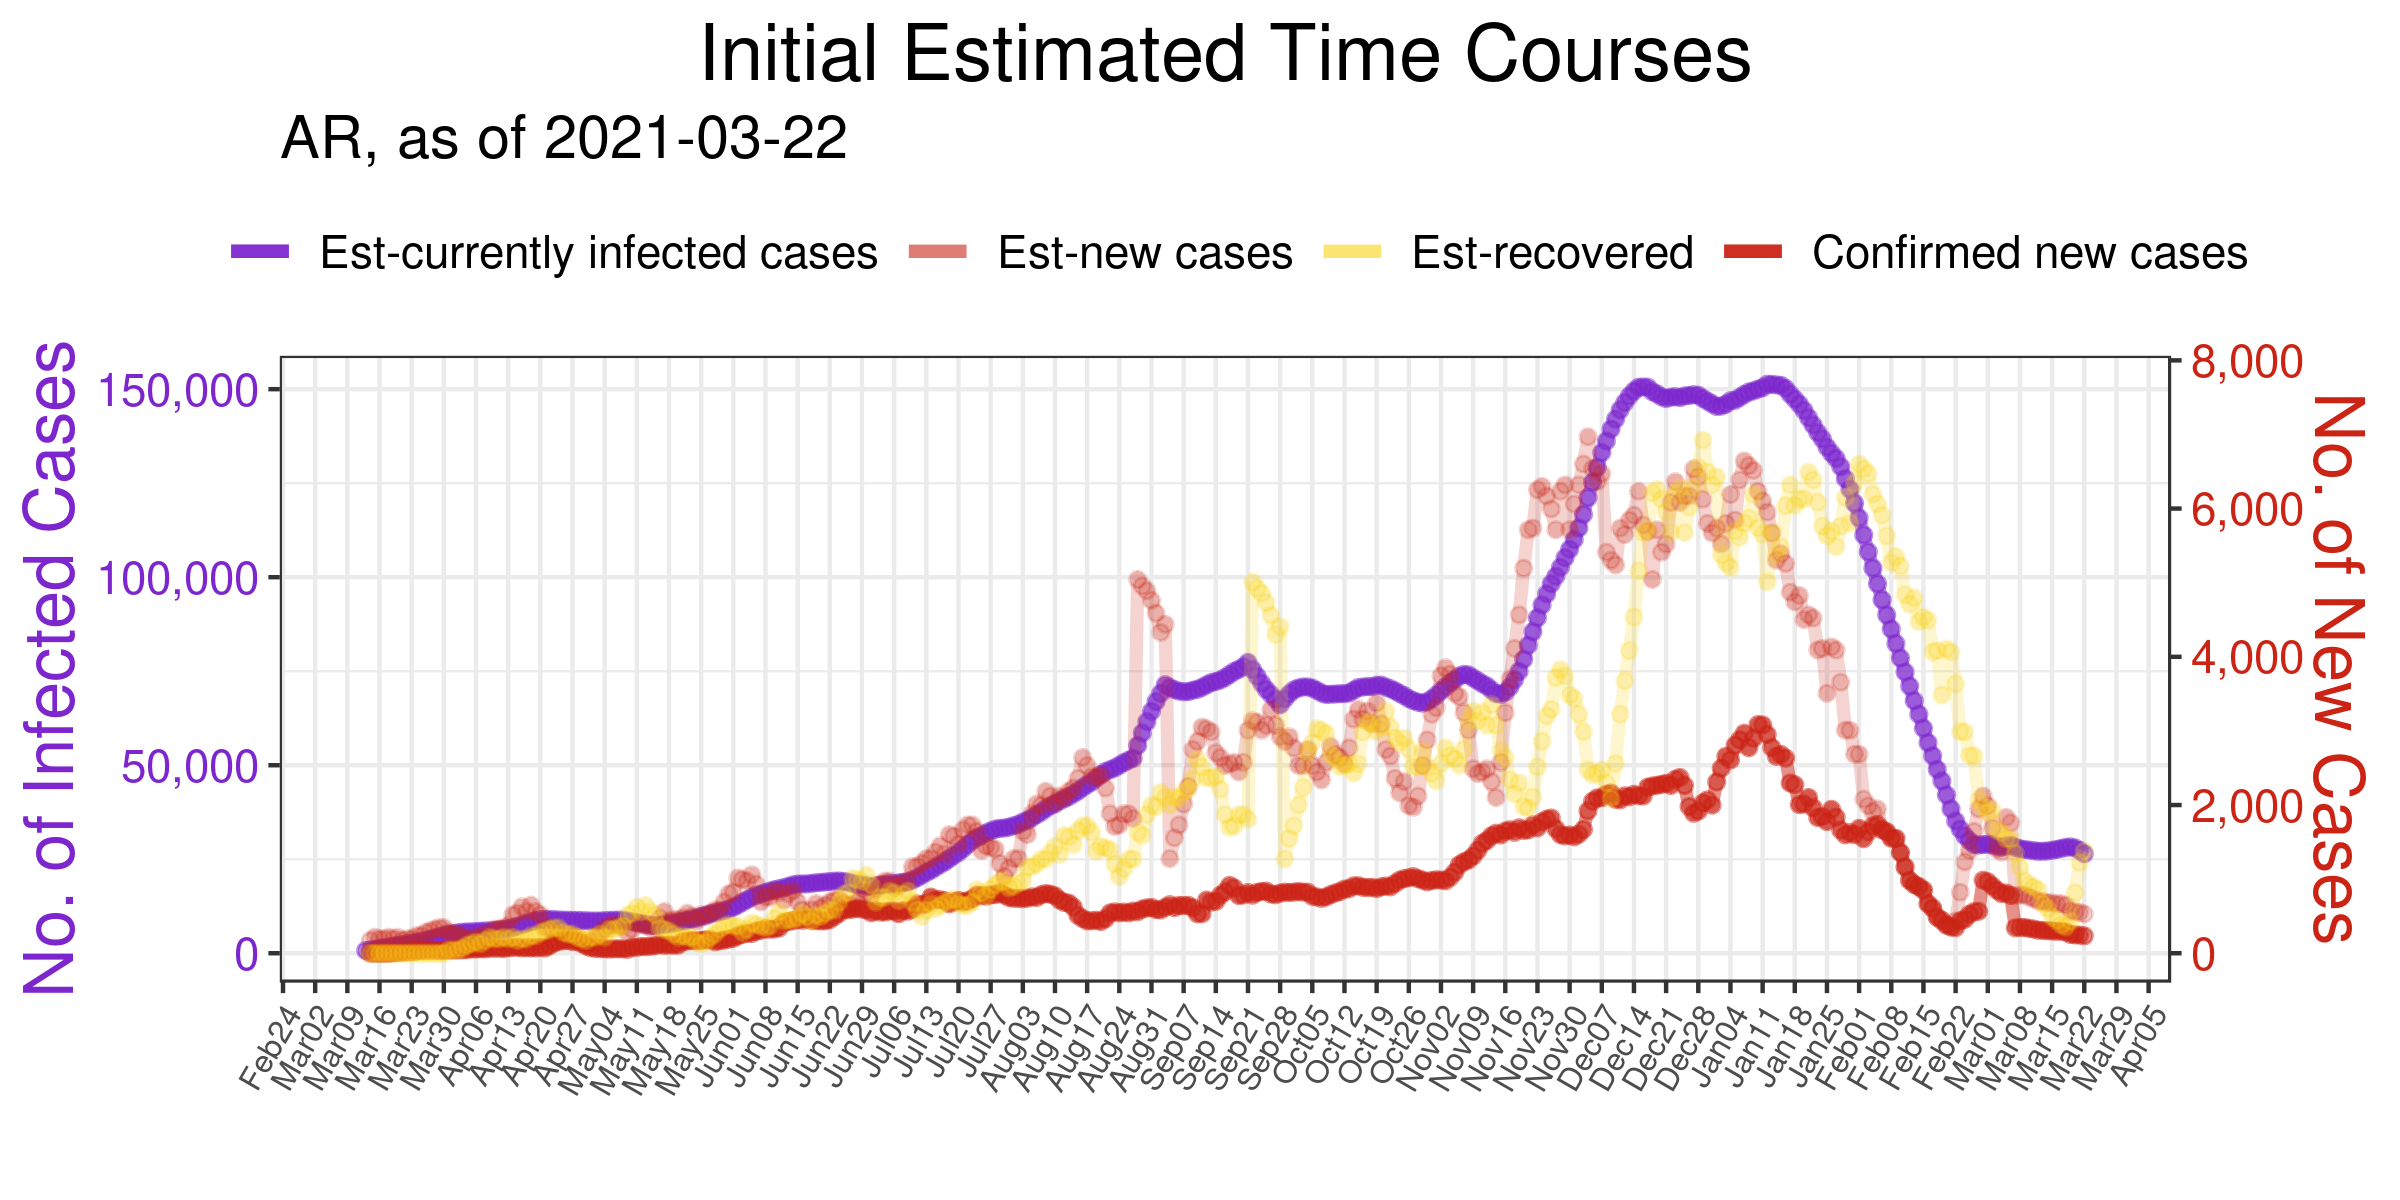 Initial Estimated Time Courses
AR, as of 2021-03-22
Est-currently infected cases Est-new cases Est-recovered Confirmed new cases
No. of Infected Cases
150,000
100,000
50,000
0
8,000
6,000
4,000
2,000
0
No. of New Cases
Feb24 Mar02 Mar09 Mar16 Mar23 Mar30 Apr06 Apr13 Apr20 Apr27 May04 May11 May18 May25 Jun01 Jun08 Jun15 Jun22 Jun29 Jul06 Jul13 Jul20 Jul27 Aug03 Aug10 Aug17 Aug24 Aug31 Sep07 Sep14 Sep21 Sep28 Oct05 Oct12 Oct19 Oct26 Nov02 Nov09 Nov16 Nov23 Nov30 Dec07 Dec14 Dec21 Dec28 Jan04 Jan11 Jan18 Jan25 Feb01 Feb08 Feb15 Feb22 Mar01 Mar08 Mar15 Mar22 Mar29 Apr05